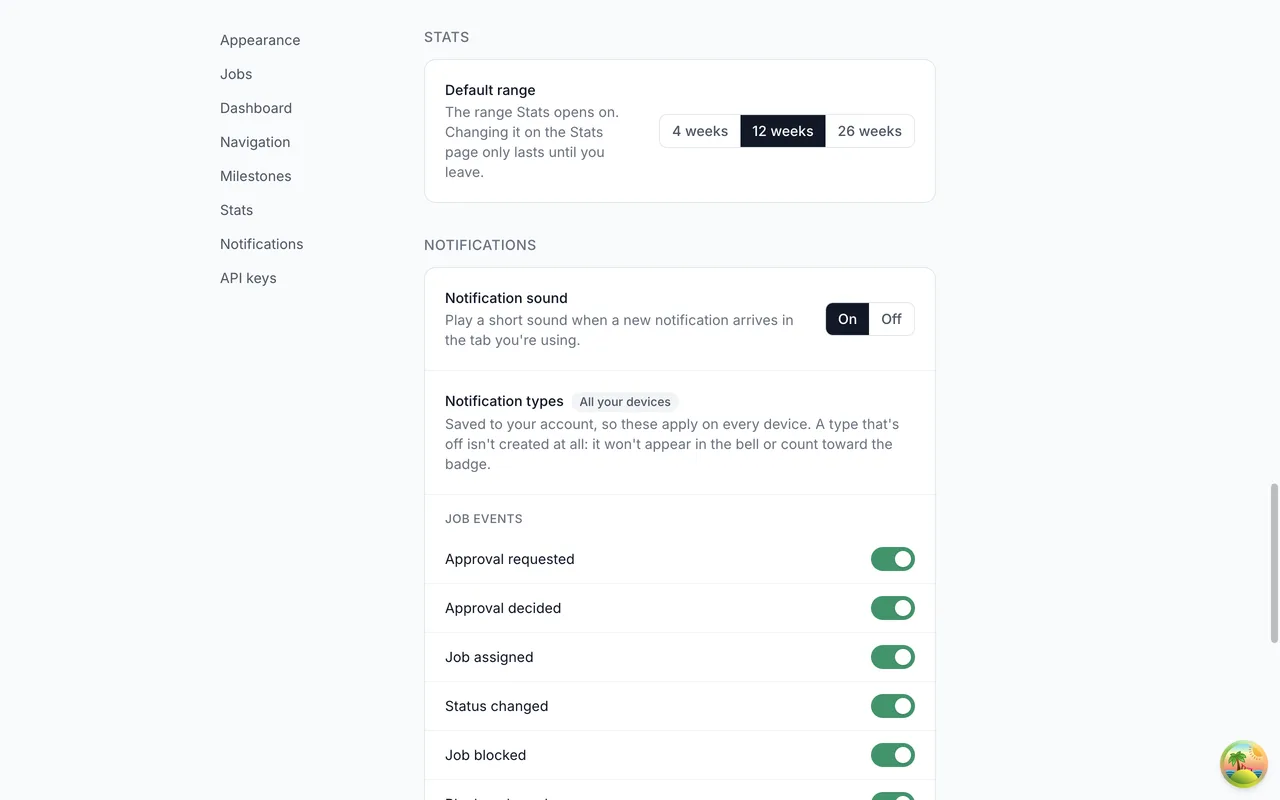 Appearance
Jobs
Dashboard
Navigation
Milestones
Stats
Notifications
API keys
STATS
Default range
The range Stats opens on.
Changing it on the Stats
page only lasts until you
leave.
4 weeks
12 weeks
26 weeks
NOTIFICATIONS
Notification sound
Play a short sound when a new notification arrives in
the tab you're using.
On
Off
Notification types
All your devices
Saved to your account, so these apply on every device. A type that's
off isn't created at all: it won't appear in the bell or count toward the
badge.
JOB EVENTS
Approval requested
Approval decided
Job assigned
Status changed
Job blocked